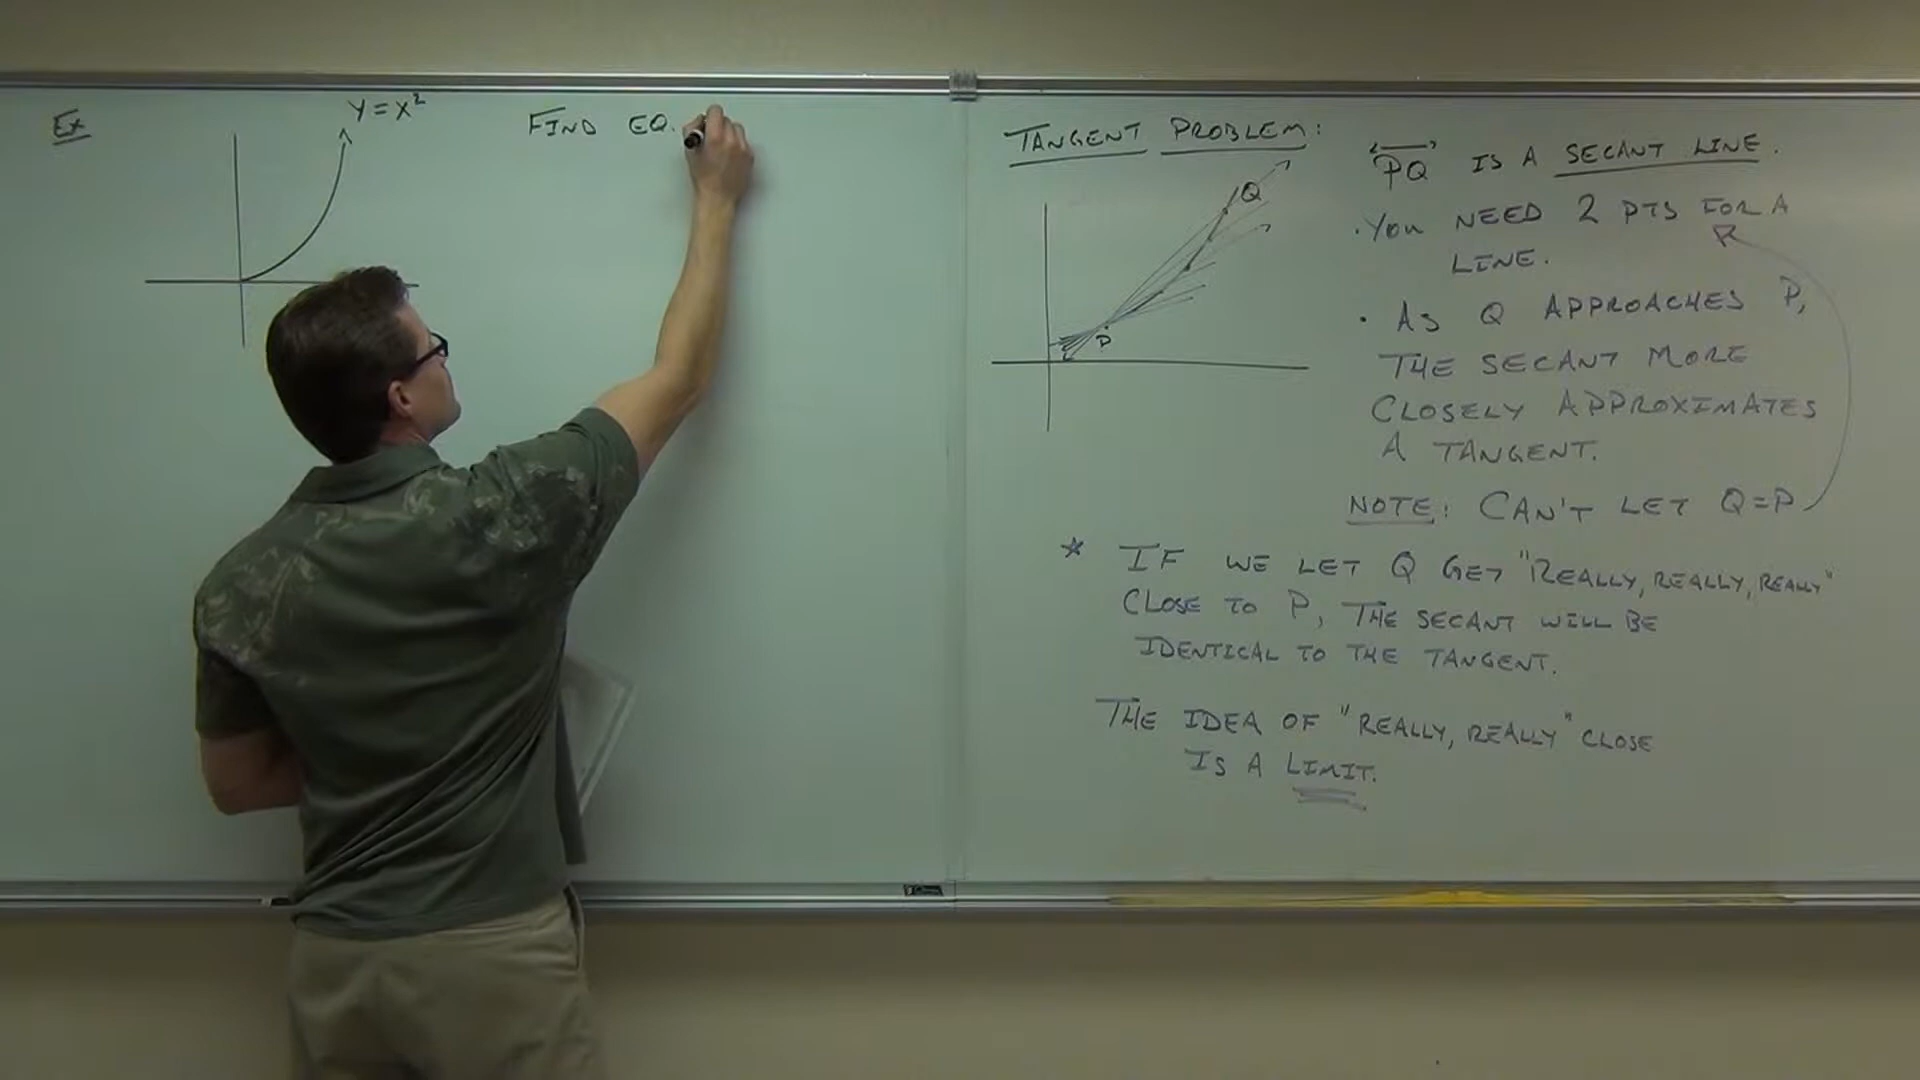 Ex
Y = X²
FIND EQ.
TANGENT PROBLEM:
Q
P
PQ IS A SECANT LINE.
• YOU NEED 2 PTS FOR A
LINE.
• AS Q APPROACHES P,
THE SECANT MORE
CLOSELY APPROXIMATES
A TANGENT.
NOTE: CAN'T LET Q=P
* IF WE LET Q GET "REALLY, REALLY, REALLY"
CLOSE TO P, THE SECANT WILL BE
IDENTICAL TO THE TANGENT.
THE IDEA OF "REALLY, REALLY" CLOSE
IS A LIMIT.